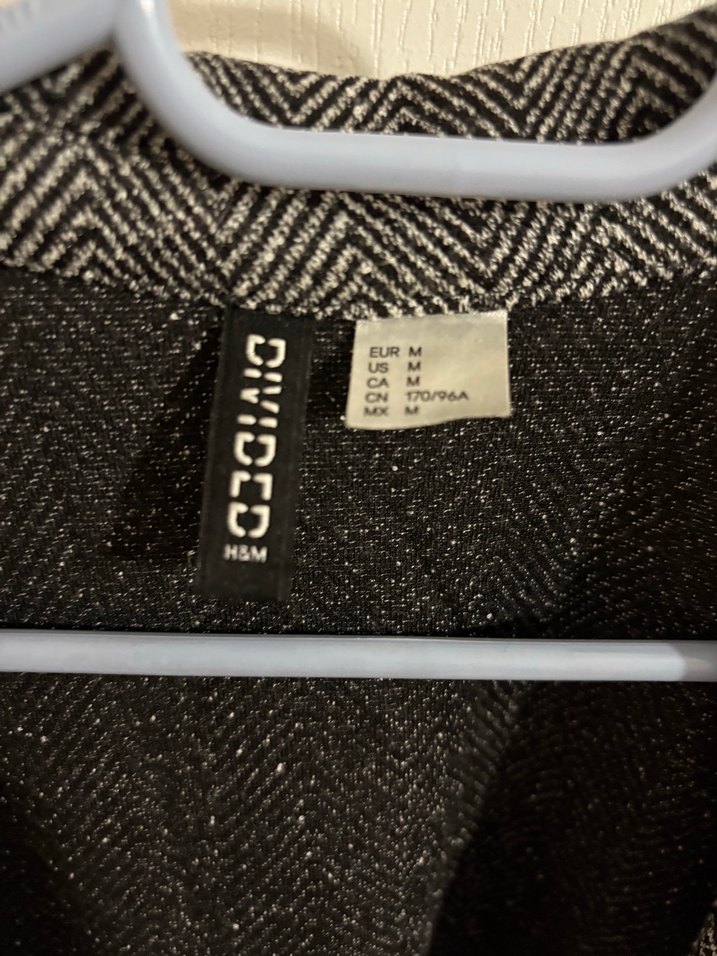 DIVIDED
H&M
EUR M
US M
CA M
CN 170/96A
MX M